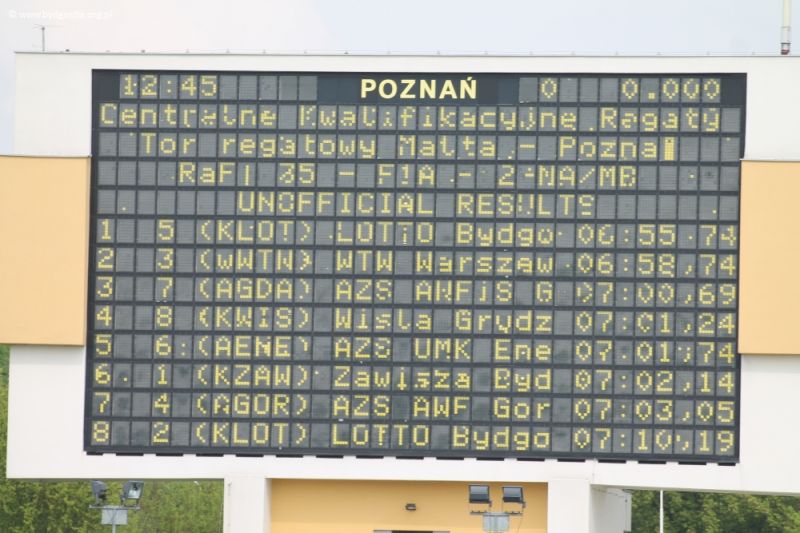 © www.bydgoszcz.org.pl
12:45 POZNAŃ 0 0.000
Centralne Kwalifikacyjne Regaty
Tor regatowy Malta - Pozna
RaFI 75 - FIA - 2-NA/MB
UNOFFICIAL RESULTS
1 5 (KLOT) LOTTO Bydgo 06:55.74
2 3 (WWTW) WTW Warszaw 06:58,74
3 7 (AGDA) AZS AWFiS G 07:00,69
4 8 (KWIS) Wisla Grydz 07:01,24
5 6 (AENE) AZS UMK Ene 07:01,74
6 1 (KZAW) Zawisza Byd 07:02,14
7 4 (AGOR) AZS AWF Gor 07:03,05
8 2 (KLOT) LOTTO Bydgo 07:10,19